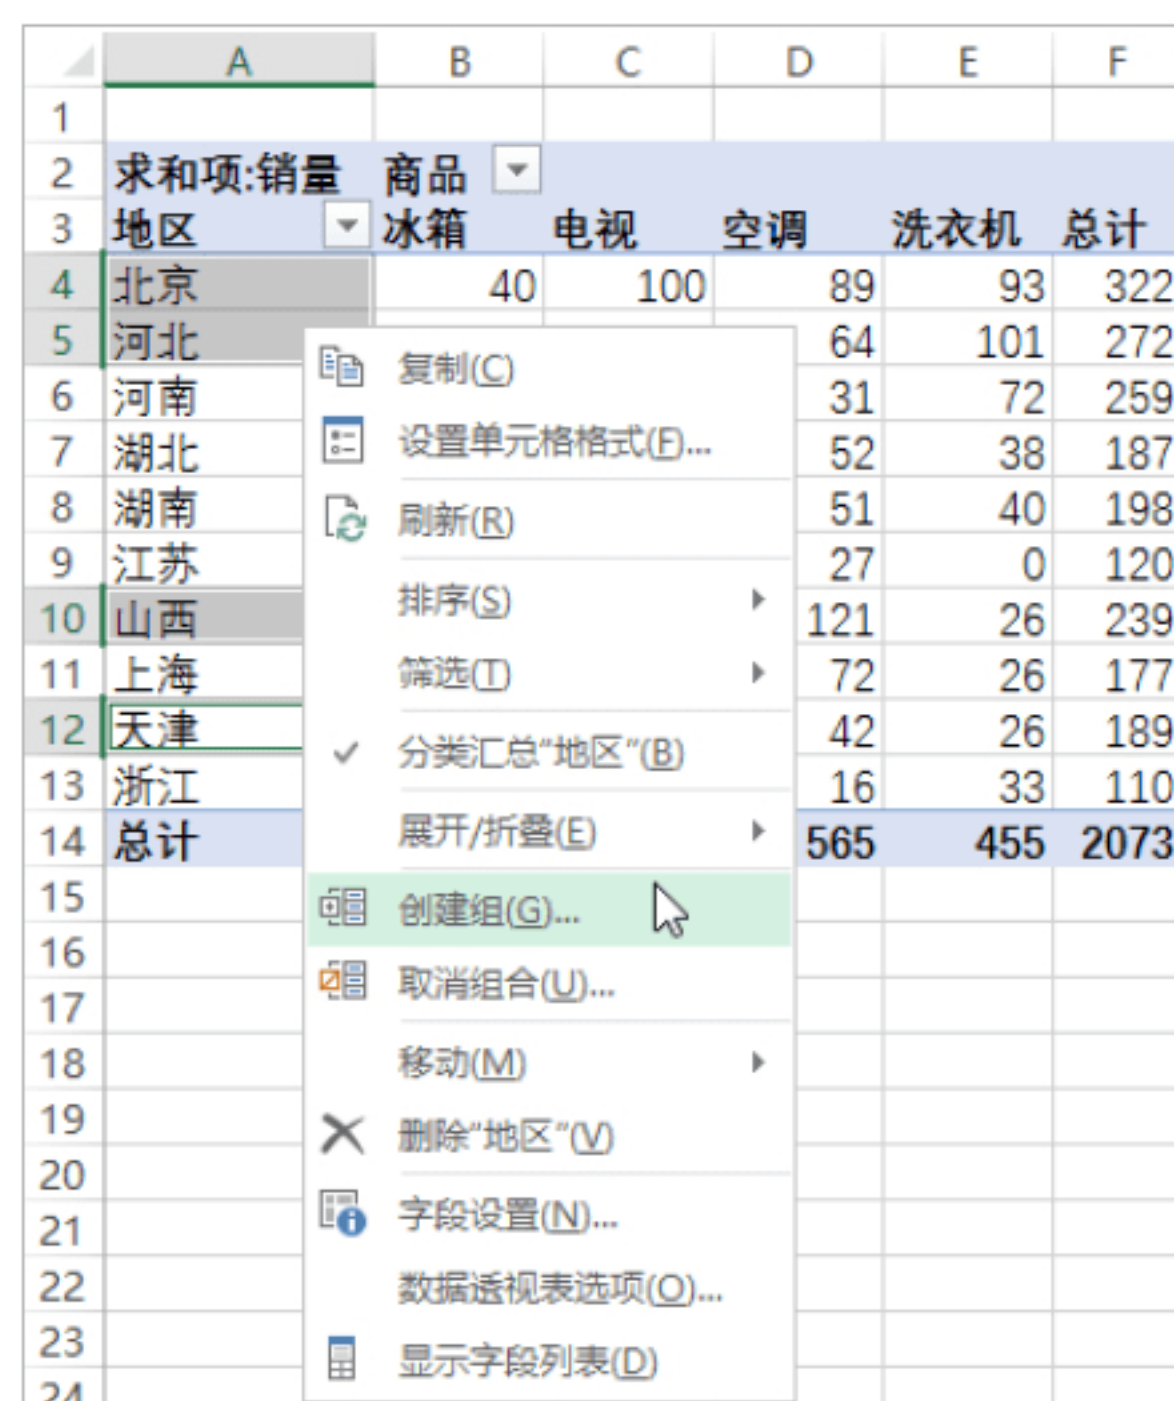 A B C D E F
1
2 求和项:销量 商品
3 地区 冰箱 电视 空调 洗衣机 总计
4 北京 40 100 89 93 322
5 河北 64 101 272
6 河南 31 72 259
7 湖北 52 38 187
8 湖南 51 40 198
9 江苏 27 0 120
10 山西 121 26 239
11 上海 72 26 177
12 天津 42 26 189
13 浙江 16 33 110
14 总计 565 455 2073
15
16
17
18
19
20
21
22
23
24
复制(C)
设置单元格格式(F)...
刷新(R)
排序(S)
筛选(T)
分类汇总"地区"(B)
展开/折叠(E)
创建组(G)...
取消组合(U)...
移动(M)
删除"地区"(V)
字段设置(N)...
数据透视表选项(O)...
显示字段列表(D)